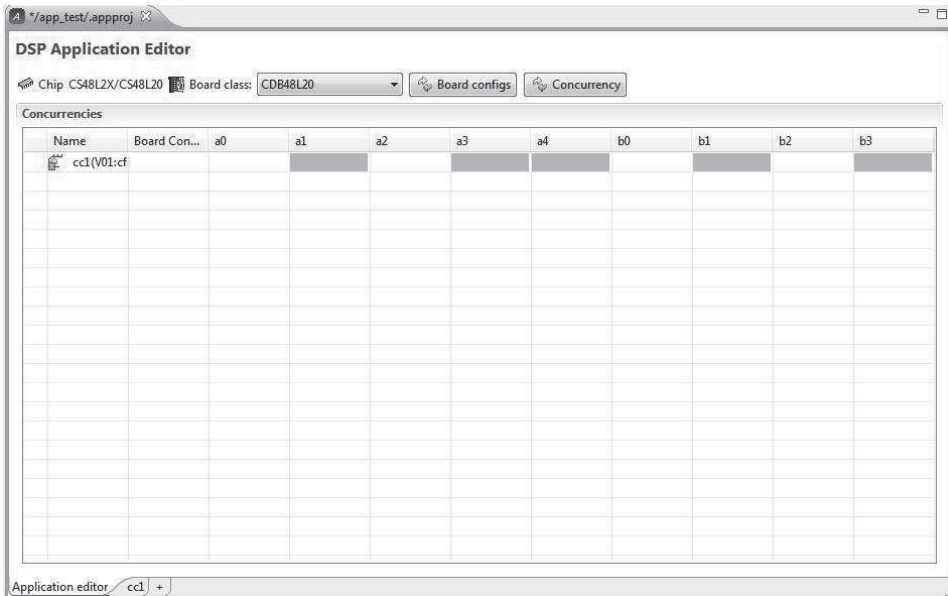 */app_test/.appproj
DSP Application Editor
Chip CS48L2X/CS48L20 Board class: CDB48L20 Board configs Concurrency
Concurrencies
Name Board Con... a0 a1 a2 a3 a4 b0 b1 b2 b3
cc1(V01:cf
Application editor cc1 +